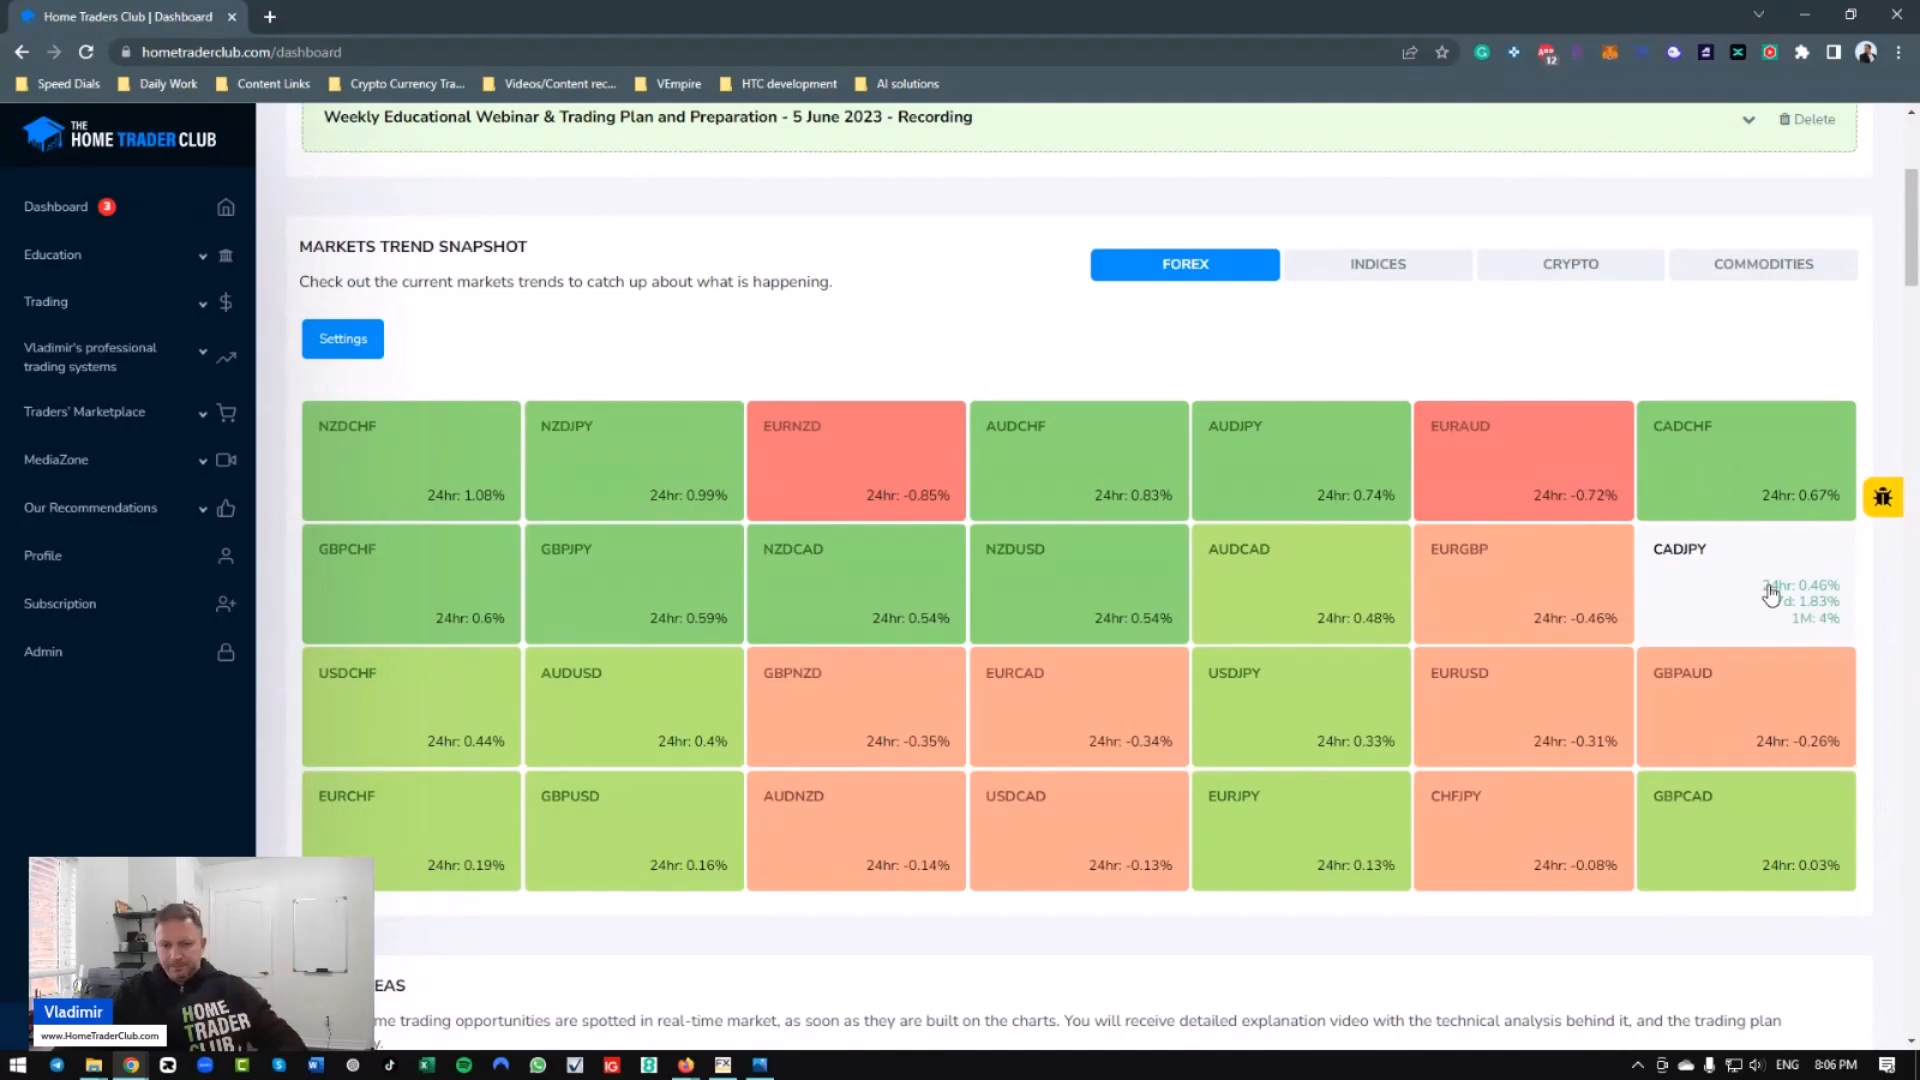 Home Traders Club | Dashboard
hometraderclub.com/dashboard
12
Speed Dials
Daily Work
Content Links
Crypto Currency Tra...
Videos/Content rec...
VEmpire
HTC development
AI solutions
THE
HOME TRADER CLUB
Weekly Educational Webinar & Trading Plan and Preparation - 5 June 2023 - Recording
Delete
Dashboard 3
Education
Trading
Vladimir's professional
trading systems
Traders' Marketplace
MediaZone
Our Recommendations
Profile
Subscription
Admin
MARKETS TREND SNAPSHOT
FOREX
INDICES
CRYPTO
COMMODITIES
Check out the current markets trends to catch up about what is happening.
Settings
NZDCHF
24hr: 1.08%
NZDJPY
24hr: 0.99%
EURNZD
24hr: -0.85%
AUDCHF
24hr: 0.83%
AUDJPY
24hr: 0.74%
EURAUD
24hr: -0.72%
CADCHF
24hr: 0.67%
GBPCHF
24hr: 0.6%
GBPJPY
24hr: 0.59%
NZDCAD
24hr: 0.54%
NZDUSD
24hr: 0.54%
AUDCAD
24hr: 0.48%
EURGBP
24hr: -0.46%
CADJPY
24hr: 0.46%
7d: 1.83%
1M: 4%
USDCHF
24hr: 0.44%
AUDUSD
24hr: 0.4%
GBPNZD
24hr: -0.35%
EURCAD
24hr: -0.34%
USDJPY
24hr: 0.33%
EURUSD
24hr: -0.31%
GBPAUD
24hr: -0.26%
EURCHF
24hr: 0.19%
GBPUSD
24hr: 0.16%
AUDNZD
24hr: -0.14%
USDCAD
24hr: -0.13%
EURJPY
24hr: 0.13%
CHFJPY
24hr: -0.08%
GBPCAD
24hr: 0.03%
EAS
me trading opportunities are spotted in real-time market, as soon as they are built on the charts. You will receive detailed explanation video with the technical analysis behind it, and the trading plan
HOME
TRADER
CLUB
Vladimir
www.HomeTraderClub.com
ENG
8:06 PM